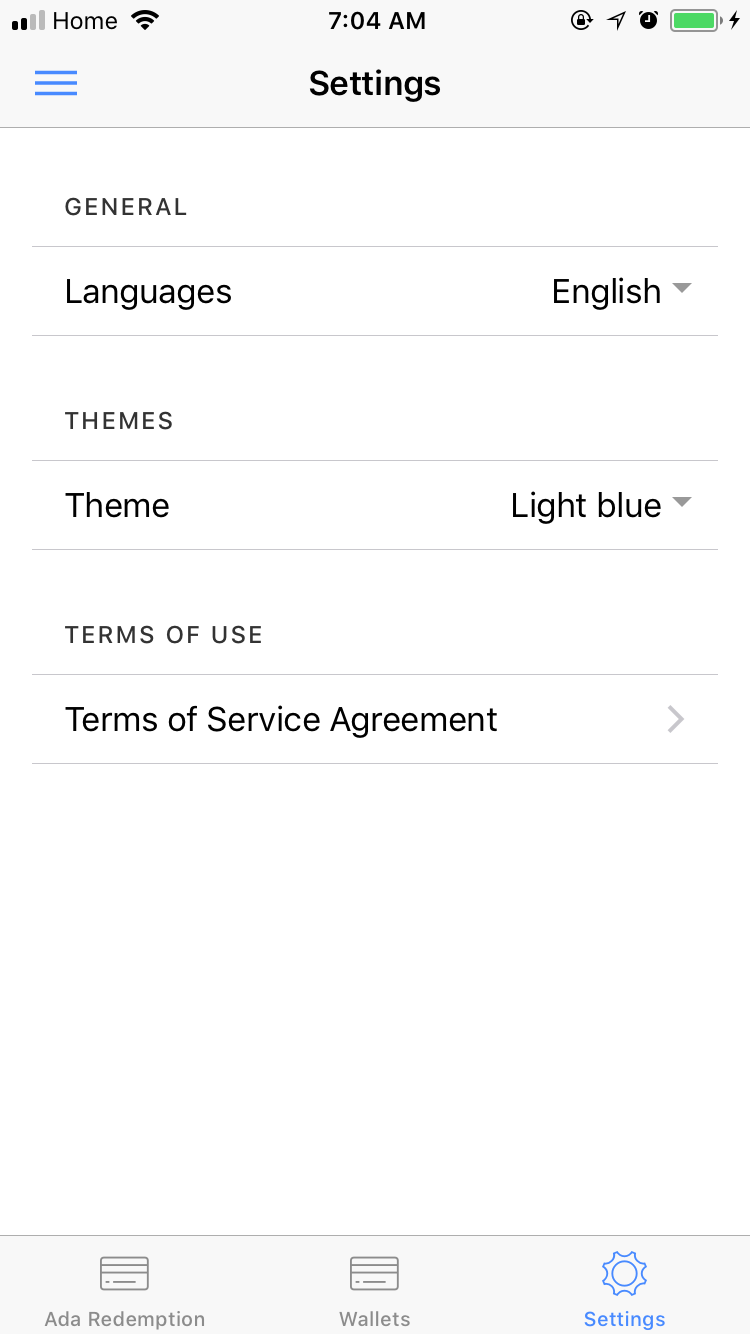 Home 7:04 AM
Settings
GENERAL
Languages English
THEMES
Theme Light blue
TERMS OF USE
Terms of Service Agreement
Ada Redemption Wallets Settings